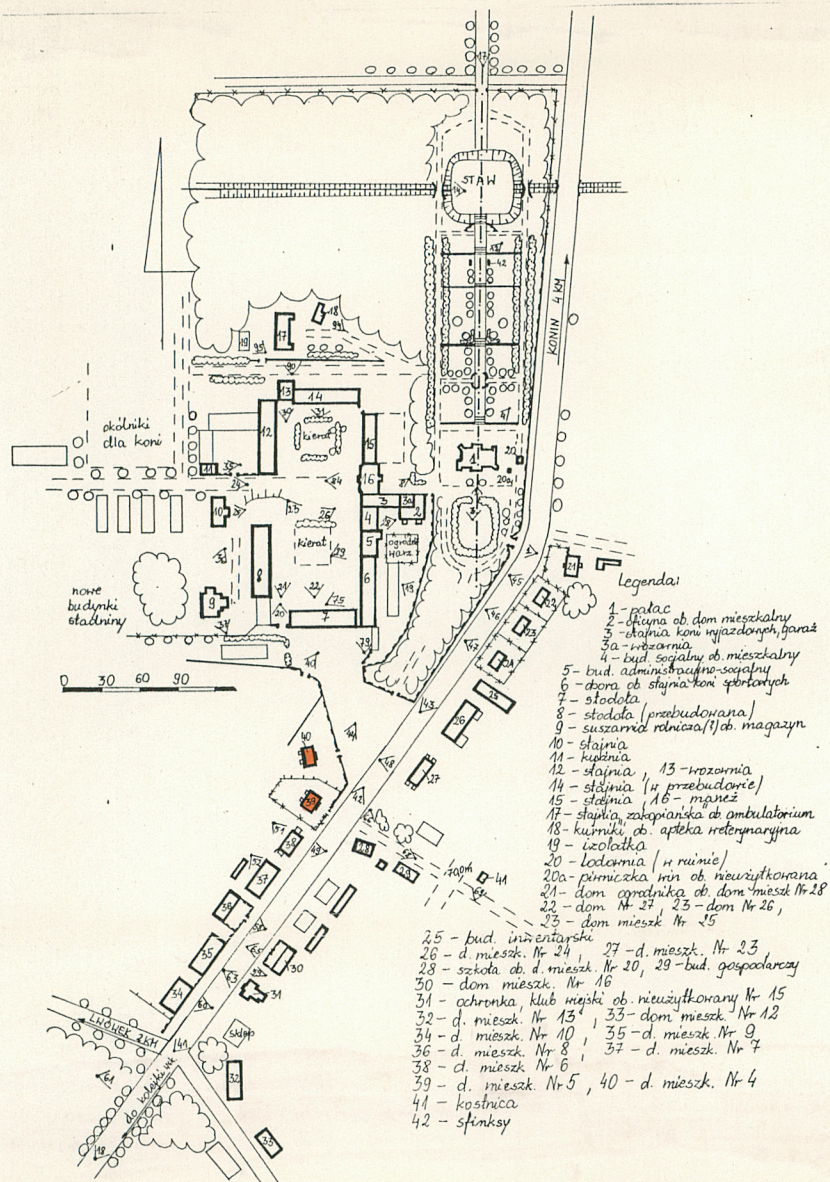 STAW
KONIN 4 KM
okólniki
dla koni
kierat
kierat
ogród
warz.
nowe
budynki
stadniny
0 30 60 90
LWÓWEK 2KM
do kolejki wk
sklep
Legenda:
1 - pałac
2 - oficyna ob. dom mieszkalny
3 - stajnia koni wyjazdowych, garaż
3a - wozownia
4 - bud. socjalny ob. mieszkalny
5 - bud. administracyjno-socjalny
6 - obora ob. stajnia koni sportowych
7 - stodoła
8 - stodoła (przebudowana)
9 - suszarnia rolnicza(?) ob. magazyn
10 - stajnia
11 - kuźnia
12 - stajnia, 13 - wozownia
14 - stajnia (w przebudowie)
15 - stajnia, 16 - maneż
17 - stajnia "zakopiańska" ob. ambulatorium
18 - kurniki ob. apteka weterynaryjna
19 - izolatka
20 - lodownia (w ruinie)
20a - piwniczka win ob. nieużytkowana
21 - dom ogrodnika ob. dom mieszk Nr 28
22 - dom Nr 27, 23 - dom Nr 26,
23 - dom mieszk Nr 25
25 - bud. inwentarski
26 - d. mieszk. Nr 24, 27 - d. mieszk. Nr 23,
28 - szkoła ob. d. mieszk. Nr 20, 29 - bud. gospodarczy
30 - dom mieszk. Nr 16
31 - ochronka, klub wiejski ob. nieużytkowany Nr 15
32 - d. mieszk. Nr 13, 33 - dom mieszk. Nr 12
34 - d. mieszk. Nr 10, 35 - d. mieszk. Nr 9
36 - d. mieszk. Nr 8, 37 - d. mieszk. Nr 7
38 - d. mieszk. Nr 6
39 - d. mieszk. Nr 5, 40 - d. mieszk. Nr 4
41 - kostnica
42 - sfinksy